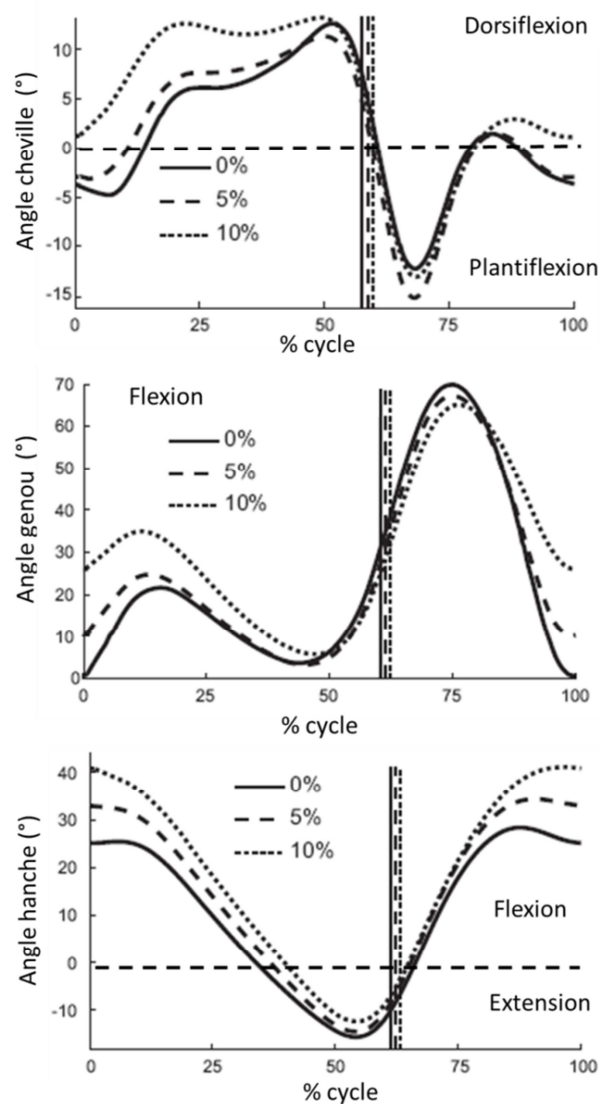 Dorsiflexion
Angle cheville (°)
10
5
0
-5
-10
-15
0%
5%
10%
Plantiflexion
0 25 50 75 100
% cycle
Flexion
Angle genou (°)
70
60
50
40
30
20
10
0
0%
5%
10%
0 25 50 75 100
% cycle
Angle hanche (°)
40
30
20
10
0
-10
0%
5%
10%
Flexion
Extension
0 25 50 75 100
% cycle